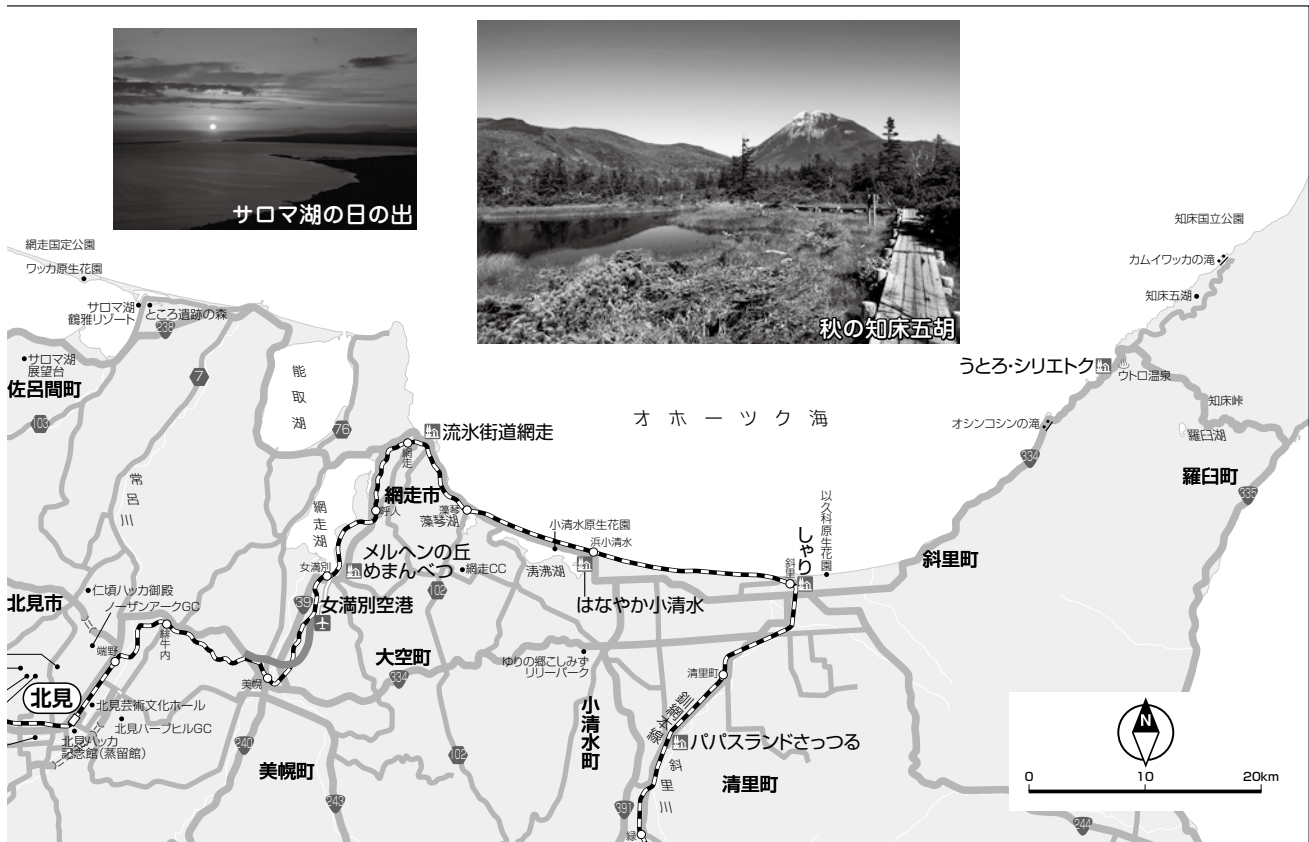 サロマ湖の日の出
秋の知床五胡
網走国定公園
ワッカ原生花園
サロマ湖
鶴雅リゾート
ところ遺跡の森
238
サロマ湖
展望台
佐呂間町
103
7
能取湖
76
常呂川
流氷街道網走
網走
網走市
呼人
藻琴
藻琴湖
網走湖
オホーツク海
小清水原生花園
浜小清水
濤沸湖
はなやか小清水
以久科原生花園
しゃり
斜里
斜里町
知床国立公園
カムイワッカの滝
知床五湖
うとろ・シリエトク
ウトロ温泉
知床峠
オシンコシンの滝
羅臼湖
334
羅臼町
335
メルヘンの丘
めまんべつ
女満別
網走CC
102
39
女満別空港
大空町
334
仁頃ハッカ御殿
ノーザンアークGC
北見市
端野
緋牛内
美幌
北見
北見芸術文化ホール
北見ハーブヒルGC
北見ハッカ
記念館(蒸留館)
240
美幌町
243
102
ゆりの郷こしみず
リリーパーク
小清水町
清里町
釧網本線
パパスランドさっつる
斜里川
清里町
391
緑
244
N
0
10
20km